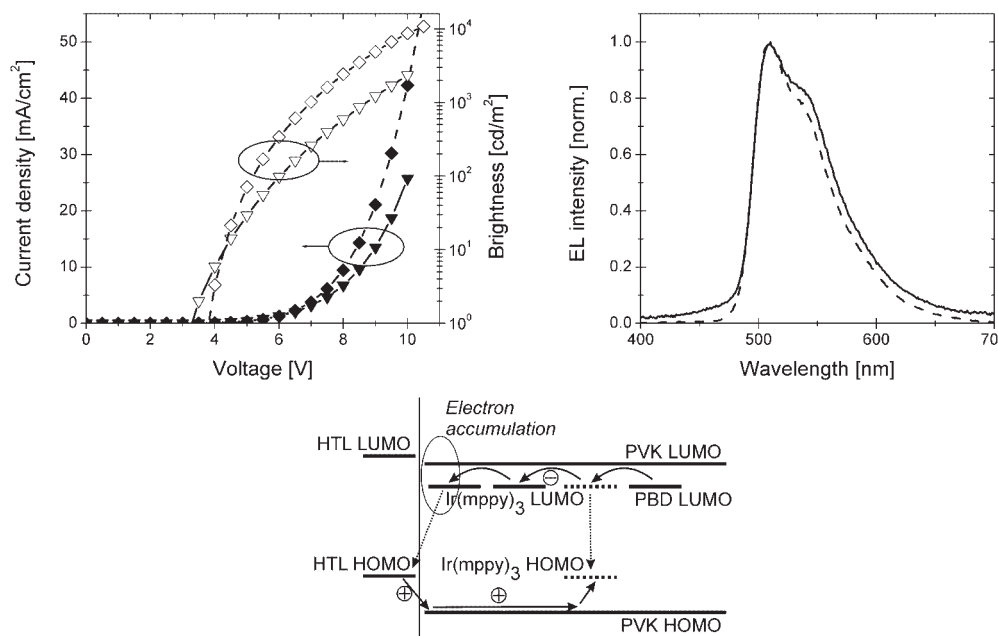 50
40
30
20
10
0
Current density [mA/cm²]
10⁴
10³
10²
10¹
10⁰
Brightness [cd/m²]
0 2 4 6 8 10
Voltage [V]
1.0
0.8
0.6
0.4
0.2
0.0
EL intensity [norm.]
400 500 600 70
Wavelength [nm]
Electron
accumulation
HTL LUMO
PVK LUMO
⊖
Ir(mppy)₃ LUMO
PBD LUMO
HTL HOMO
Ir(mppy)₃ HOMO
⊕ ⊕
PVK HOMO